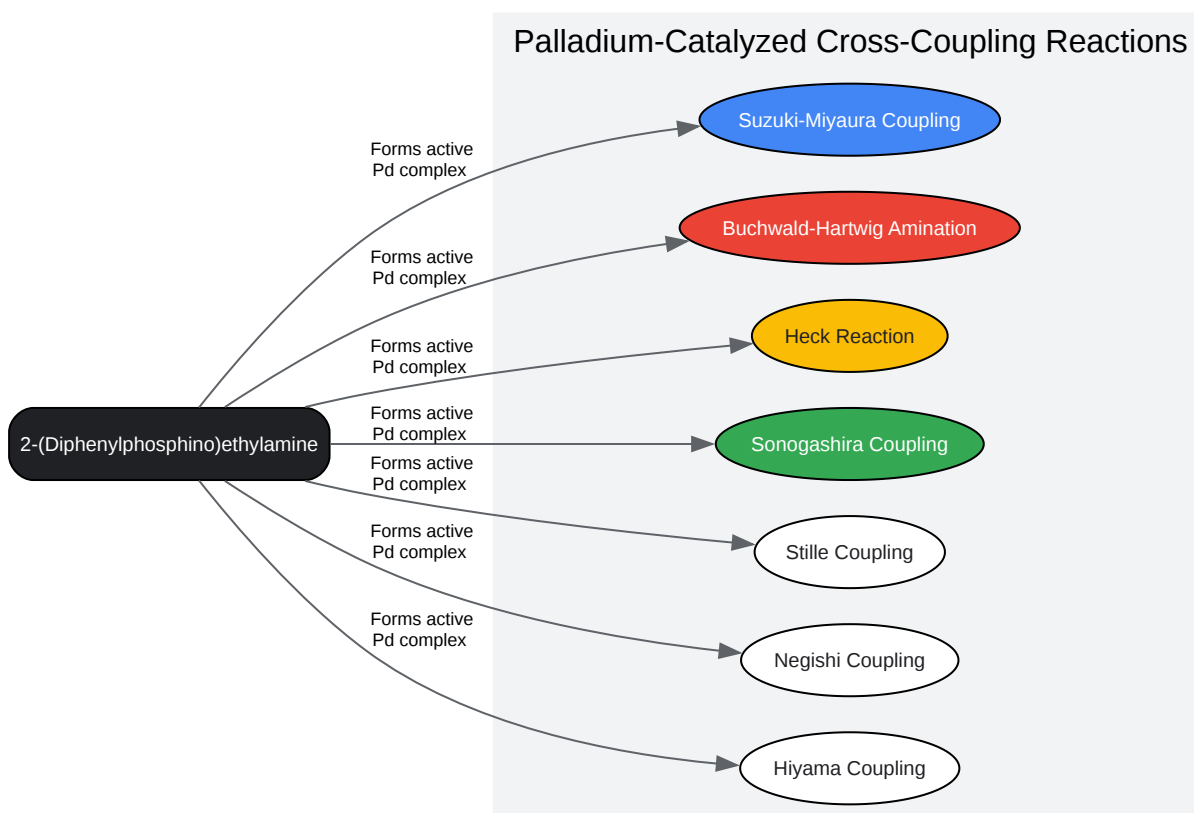 Palladium-Catalyzed Cross-Coupling Reactions
Suzuki-Miyaura Coupling
Forms active
Pd complex
Buchwald-Hartwig Amination
Forms active
Pd complex
Heck Reaction
Forms active
Pd complex
2-(Diphenylphosphino)ethylamine
Forms active
Pd complex
Sonogashira Coupling
Forms active
Pd complex
Stille Coupling
Forms active
Pd complex
Negishi Coupling
Forms active
Pd complex
Hiyama Coupling